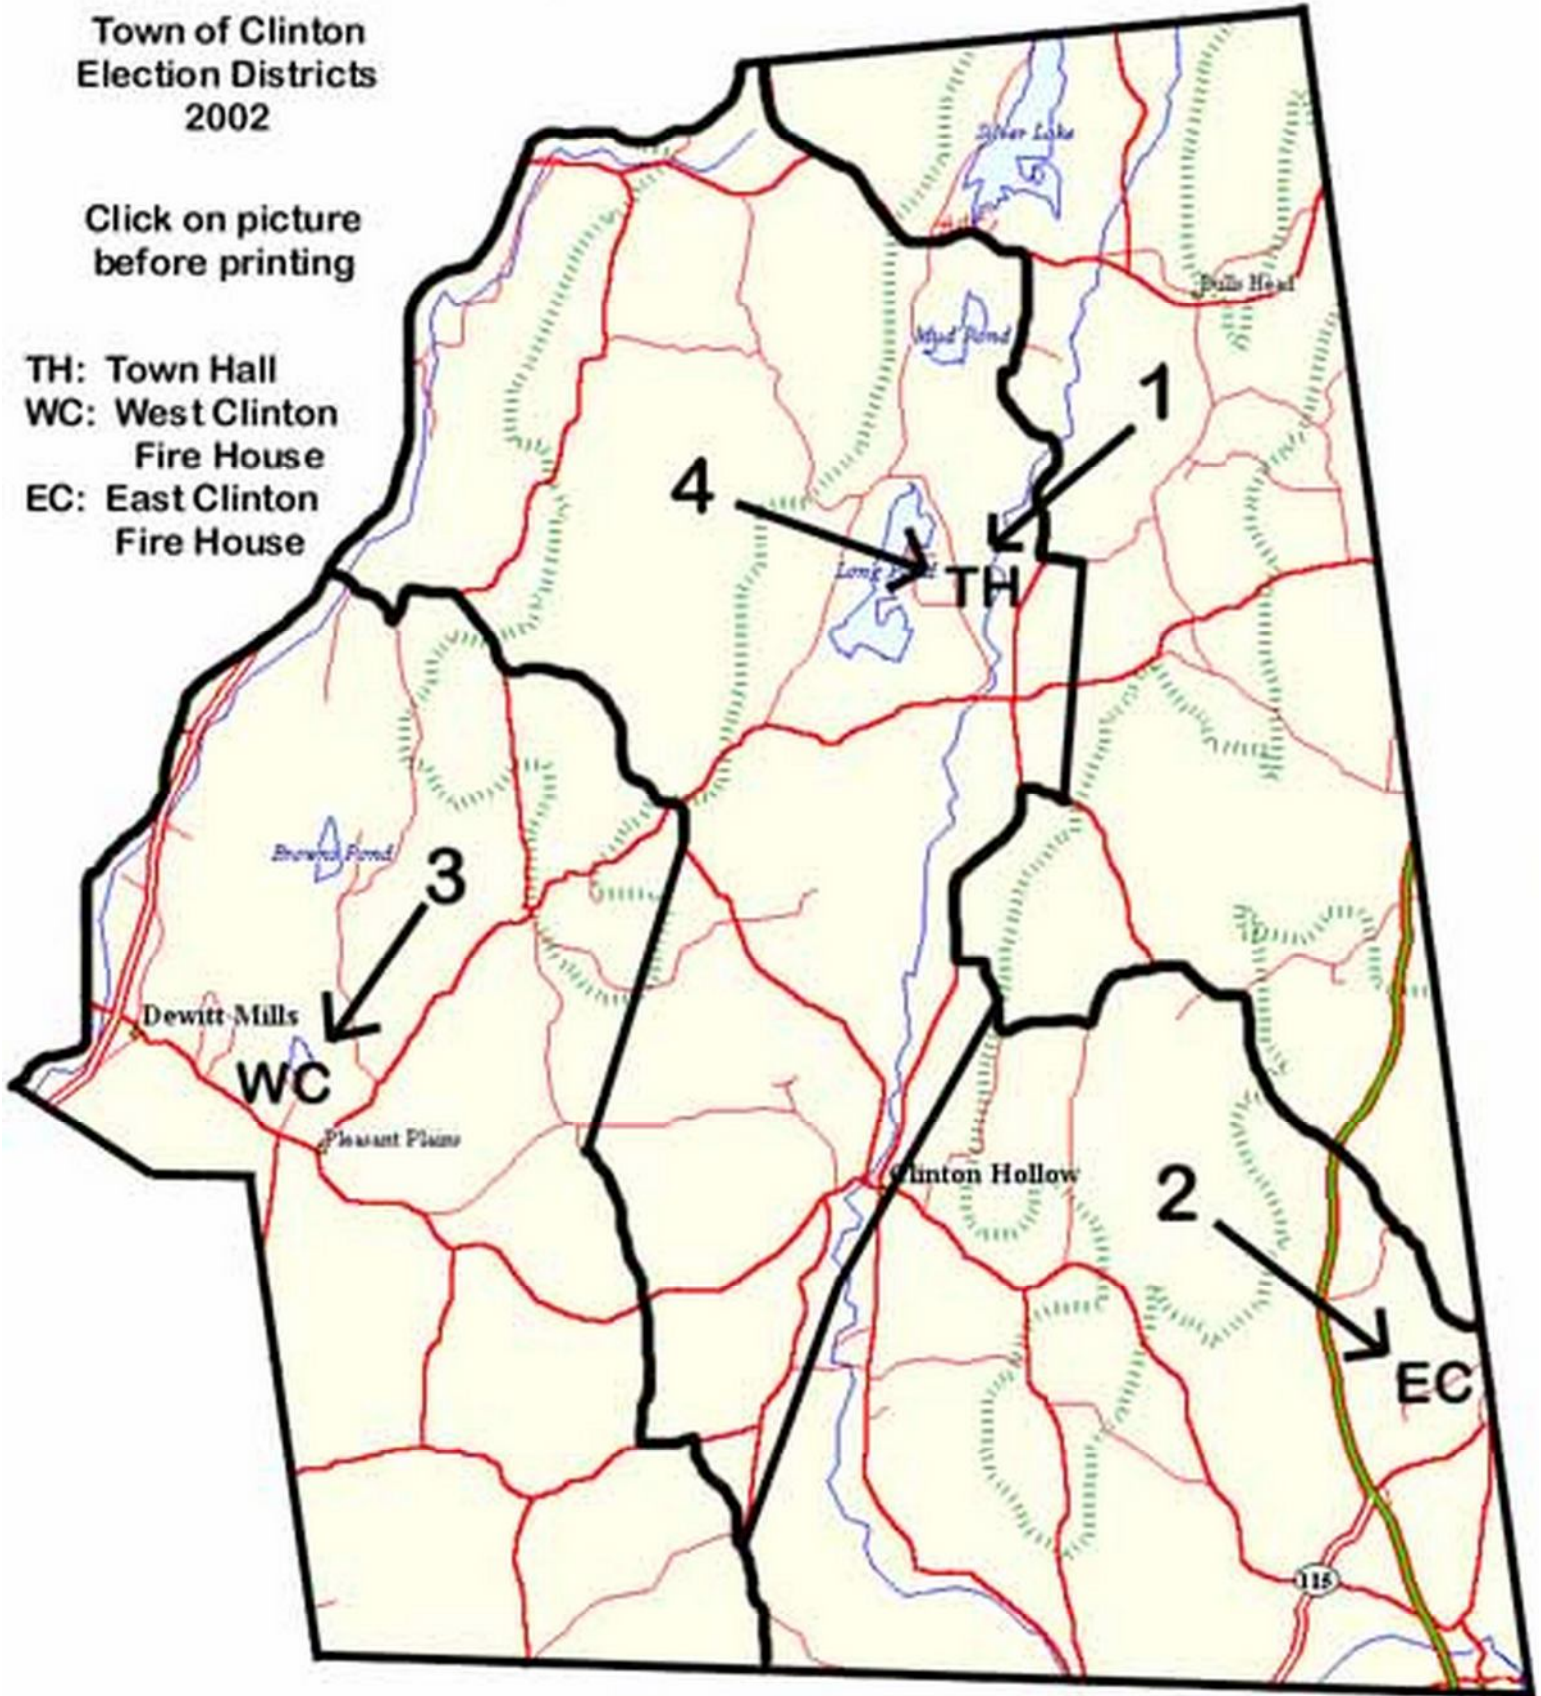 Town of Clinton
Election Districts
2002
Click on picture
before printing
TH: Town Hall
WC: West Clinton
Fire House
EC: East Clinton
Fire House
Silver Lake
Bulls Head
Mud Pond
1
4
Long Pond
TH
Browns Pond
3
Dewitt Mills
WC
Pleasant Plains
Clinton Hollow
2
EC
115